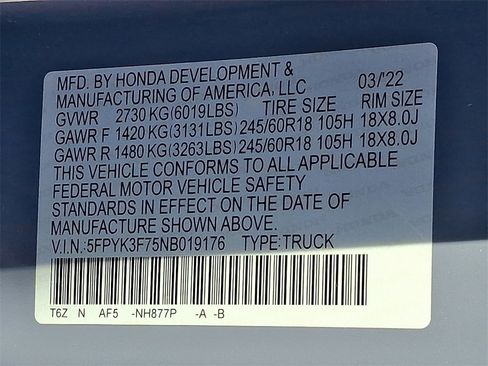 MFD. BY HONDA DEVELOPMENT & 03/'22
MANUFACTURING OF AMERICA, LLC
GVWR 2730 KG(6019LBS) TIRE SIZE RIM SIZE
GAWR F 1420 KG(3131LBS) 245/60R18 105H 18X8.0J
GAWR R 1480 KG(3263LBS) 245/60R18 105H 18X8.0J
THIS VEHICLE CONFORMS TO ALL APPLICABLE
FEDERAL MOTOR VEHICLE SAFETY
STANDARDS IN EFFECT ON THE DATE OF
MANUFACTURE SHOWN ABOVE.
V.I.N.:5FPYK3F75NB019176 TYPE:TRUCK
T6Z N AF5 -NH877P -A -B